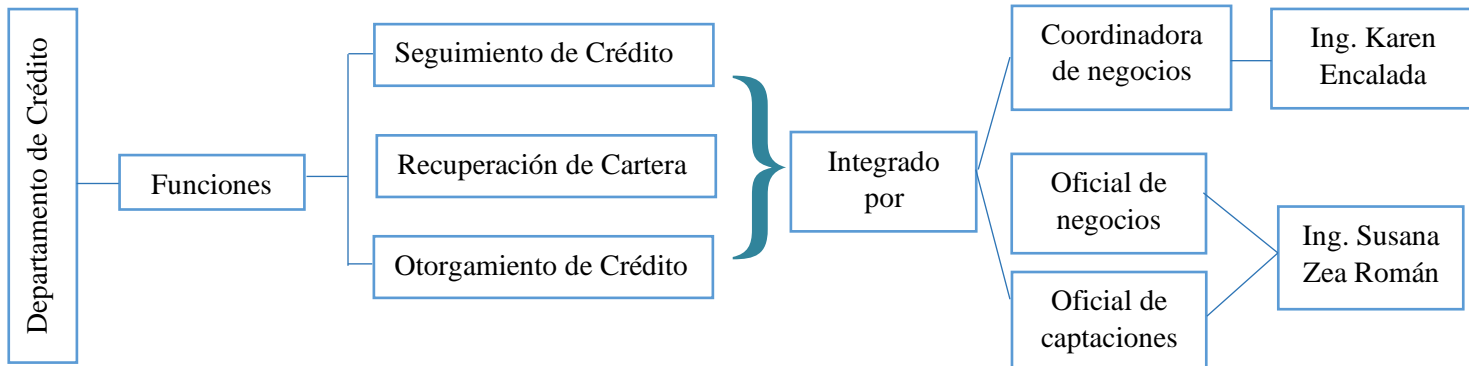 Departamento de Crédito
Funciones
Seguimiento de Crédito
Recuperación de Cartera
Otorgamiento de Crédito
Integrado
por
Coordinadora
de negocios
Ing. Karen
Encalada
Oficial de
negocios
Oficial de
captaciones
Ing. Susana
Zea Román